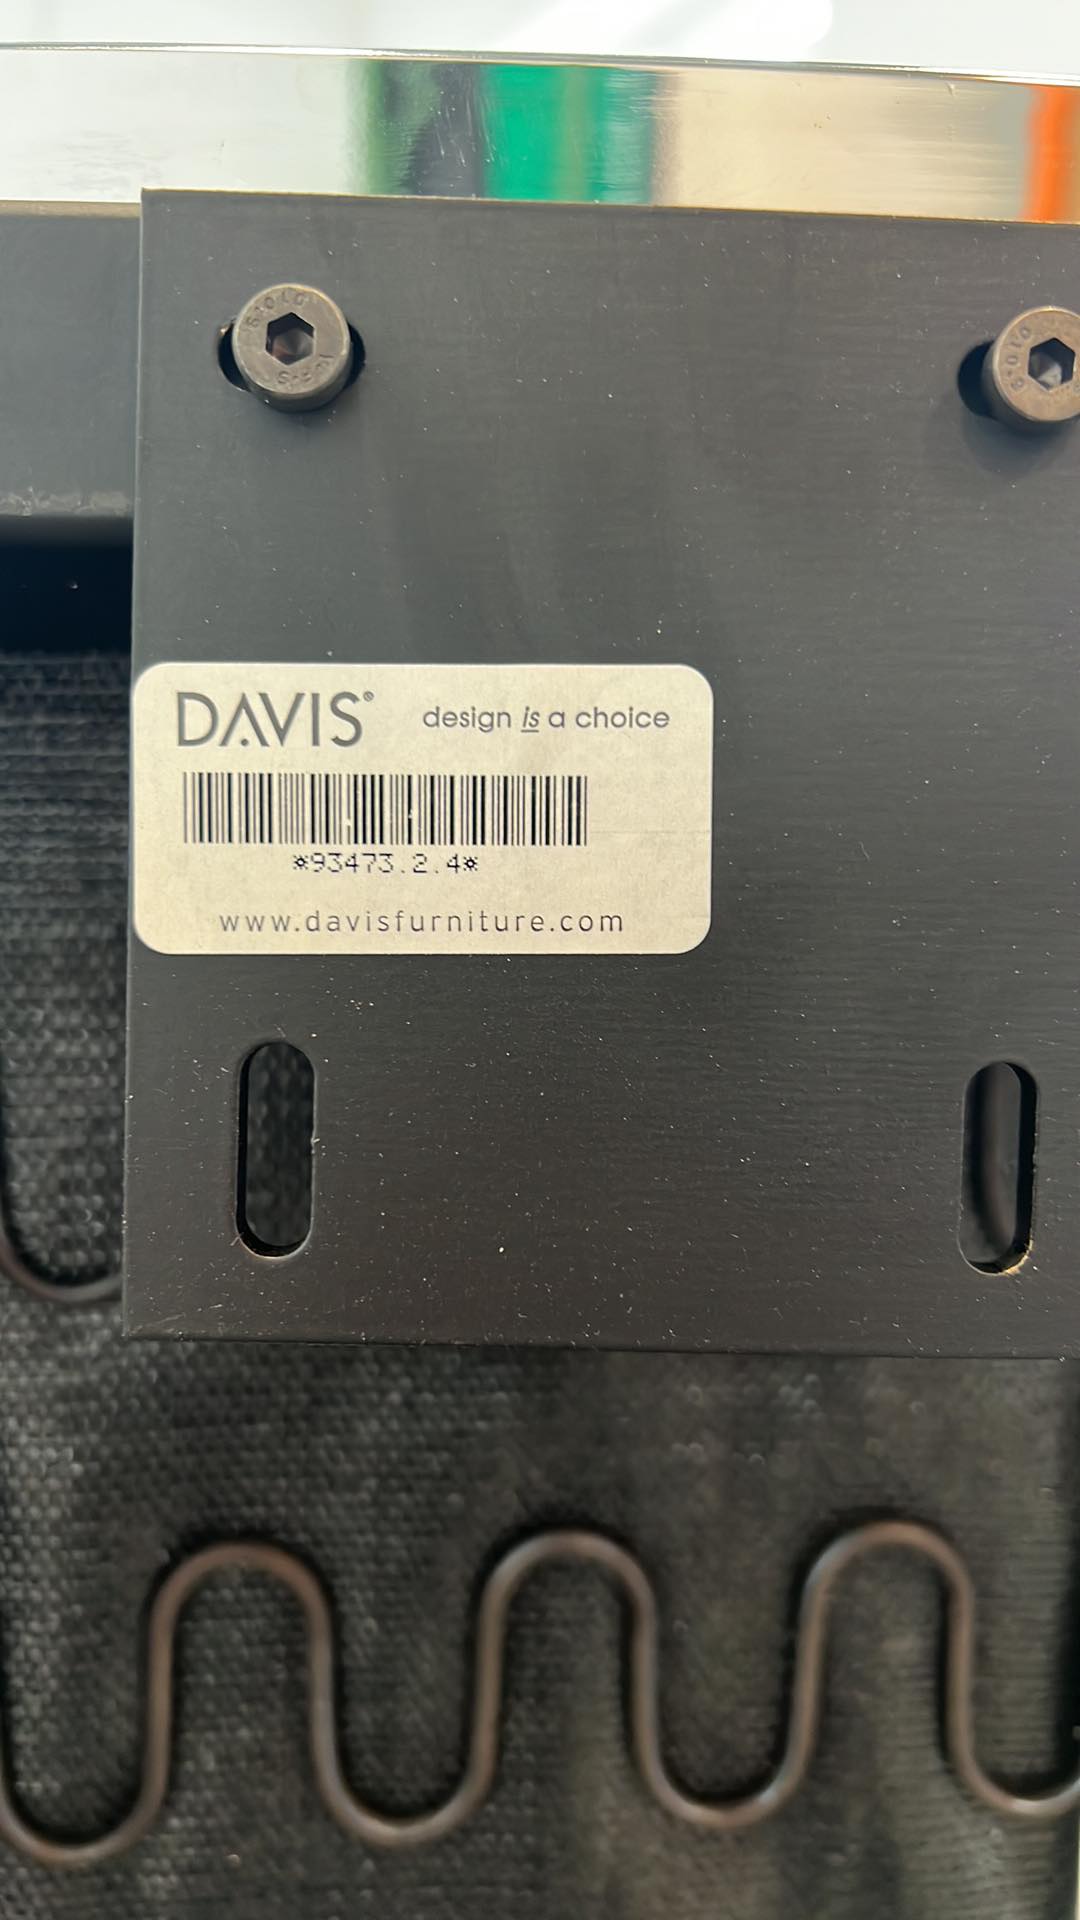 DAVIS®
design is a choice
*93473.2.4*
www.davisfurniture.com